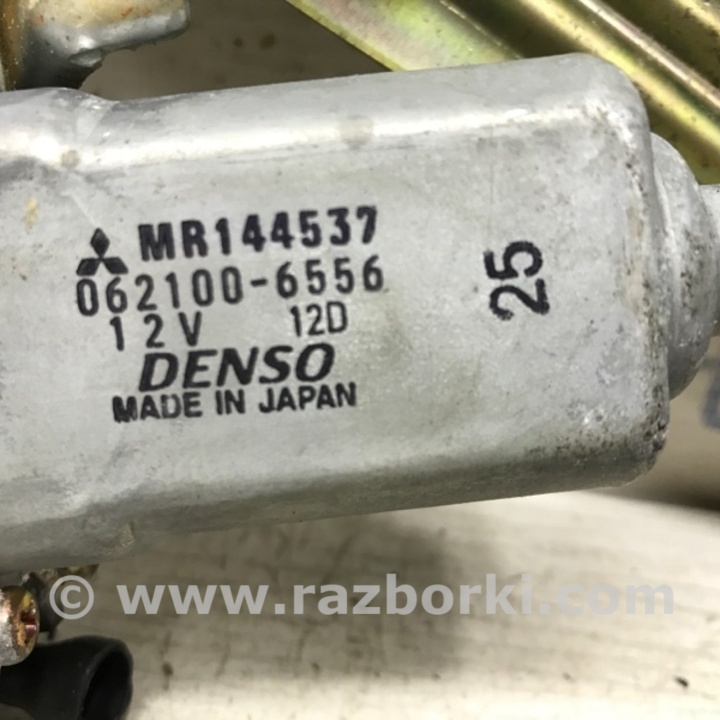 MR144537
062100-6556
12V 12D
DENSO
MADE IN JAPAN
25
© www.razborki.com